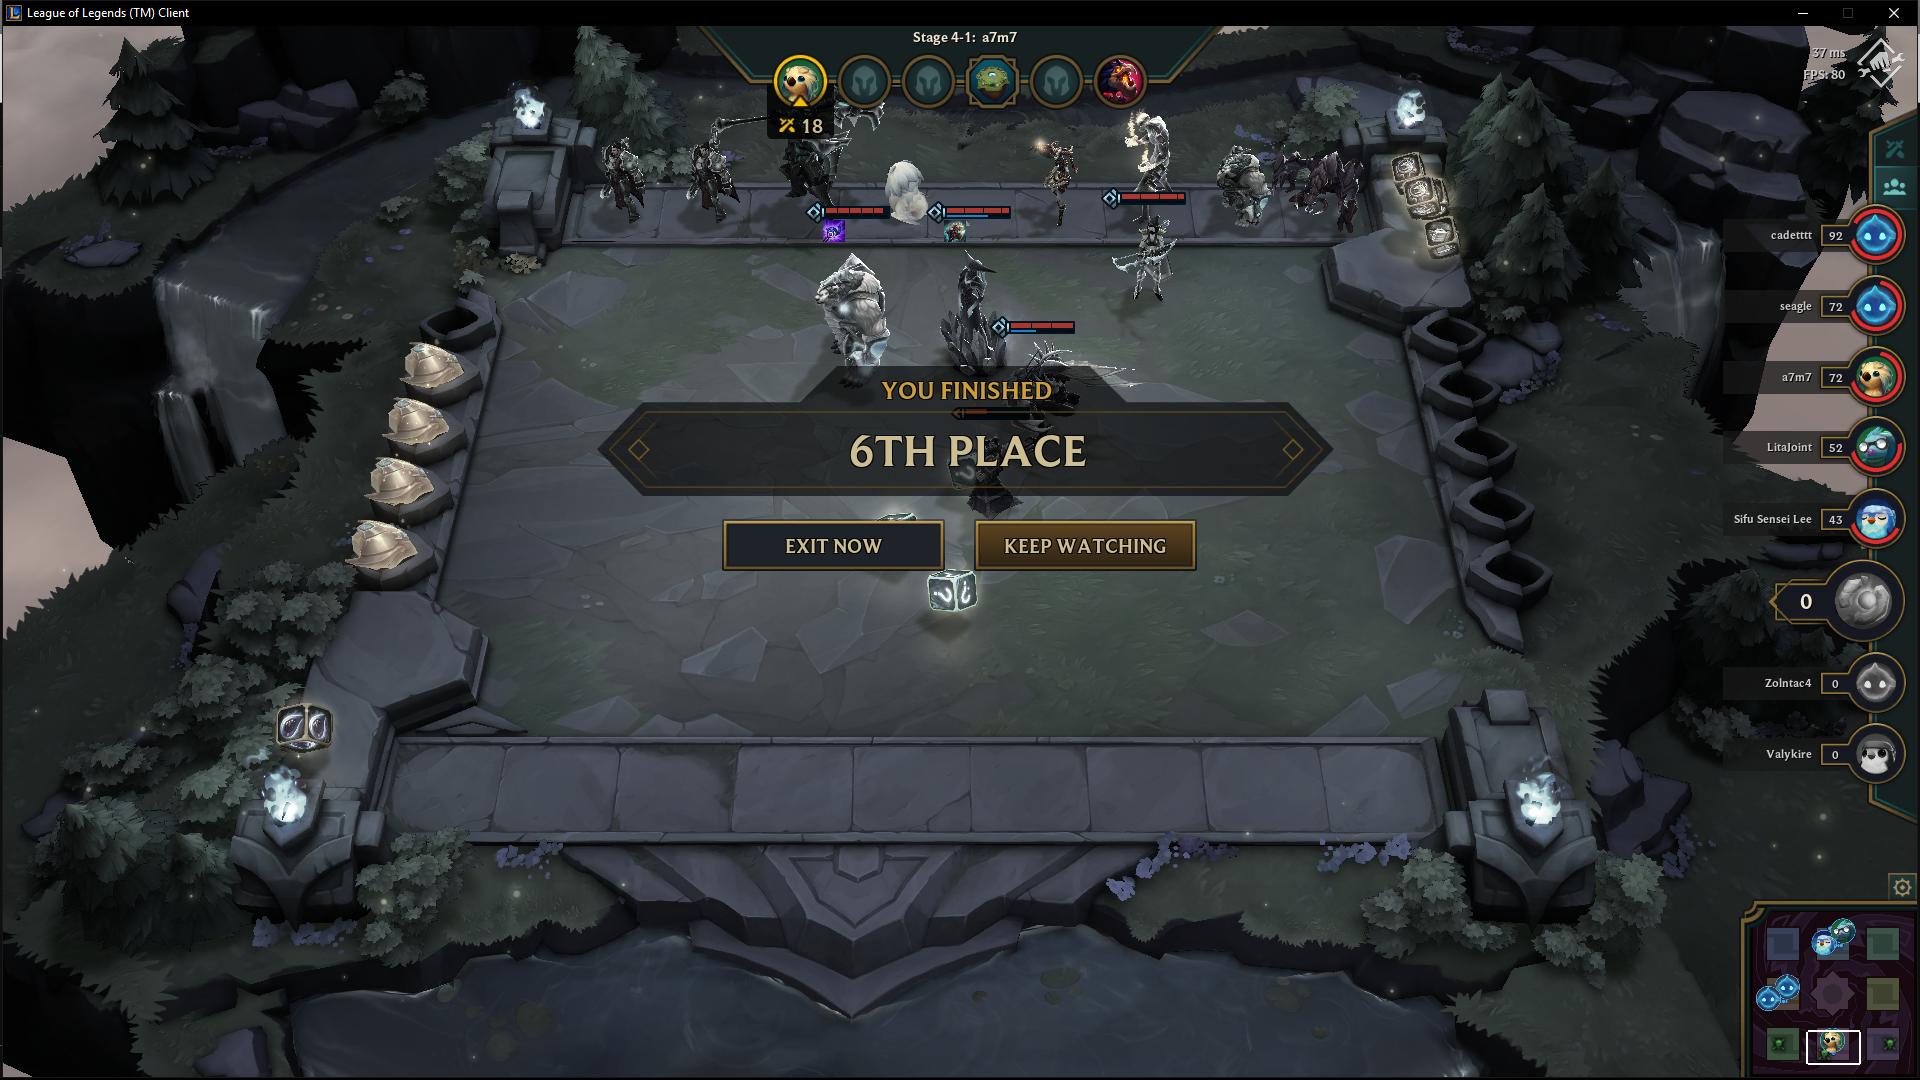 League of Legends (TM) Client
Stage 4-1: a7m7
37 ms
FPS: 80
18
cadetttt 92
seagle 72
a7m7 72
LitaJoint 52
Sifu Sensei Lee 43
0
Zolntac4 0
Valykire 0
YOU FINISHED
6TH PLACE
EXIT NOW
KEEP WATCHING